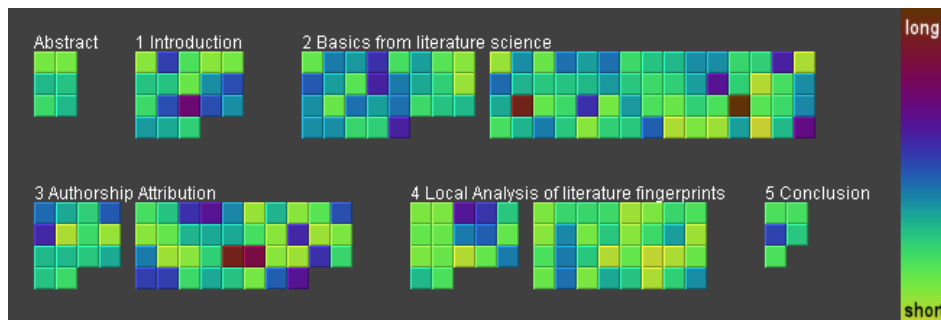 Abstract
1 Introduction
2 Basics from literature science
long
3 Authorship Attribution
4 Local Analysis of literature fingerprints
5 Conclusion
short